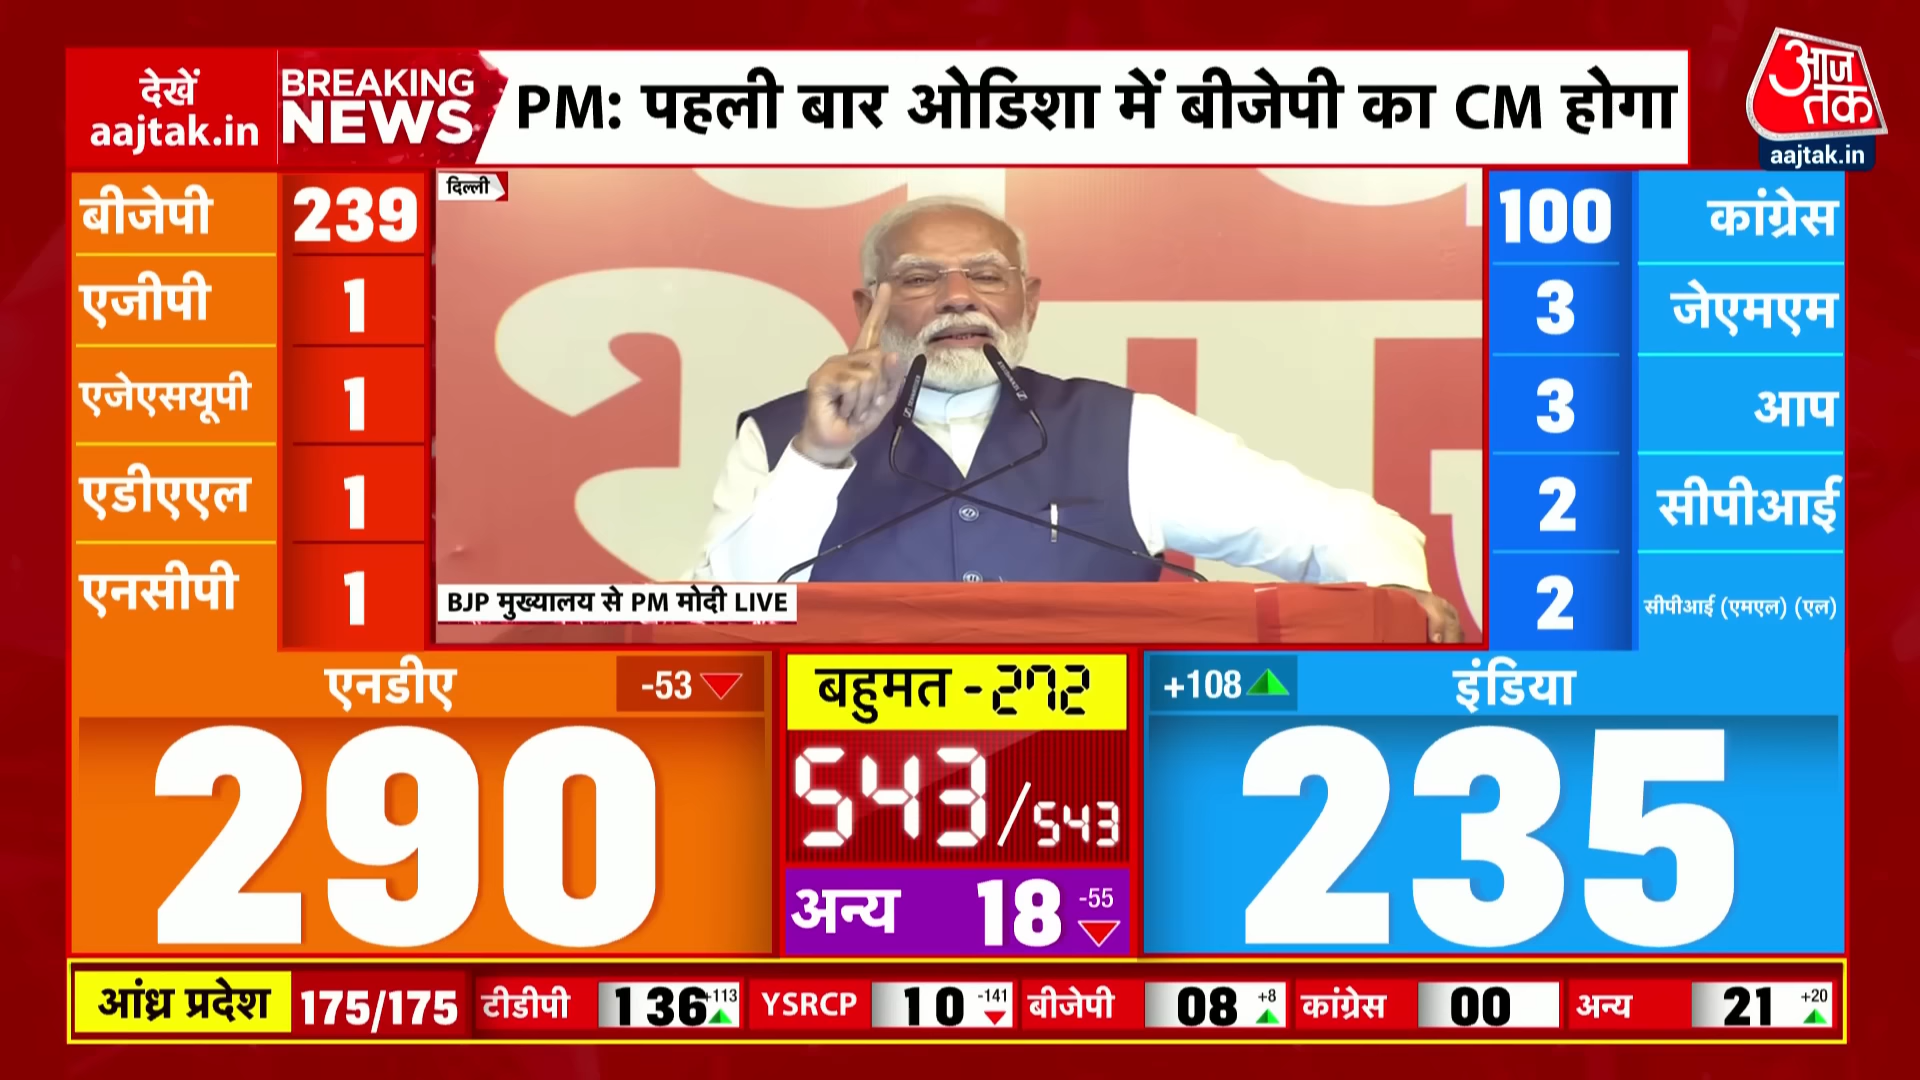 देखें
aajtak.in
BREAKING
NEWS
PM: पहली बार ओडिशा में बीजेपी का CM होगा
आज
तक
aajtak.in
बीजेपी 239
एजीपी 1
एजेएसयूपी 1
एडीएएल 1
एनसीपी 1
दिल्ली
BJP मुख्यालय से PM मोदी LIVE
100 कांग्रेस
3 जेएमएम
3 आप
2 सीपीआई
2 सीपीआई (एमएल) (एल)
एनडीए -53
290
बहुमत -272
543/543
अन्य 18 -55
+108 इंडिया
235
आंध्र प्रदेश 175/175 टीडीपी 136 +113 YSRCP 10 -141 बीजेपी 08 +8 कांग्रेस 00 अन्य 21 +20